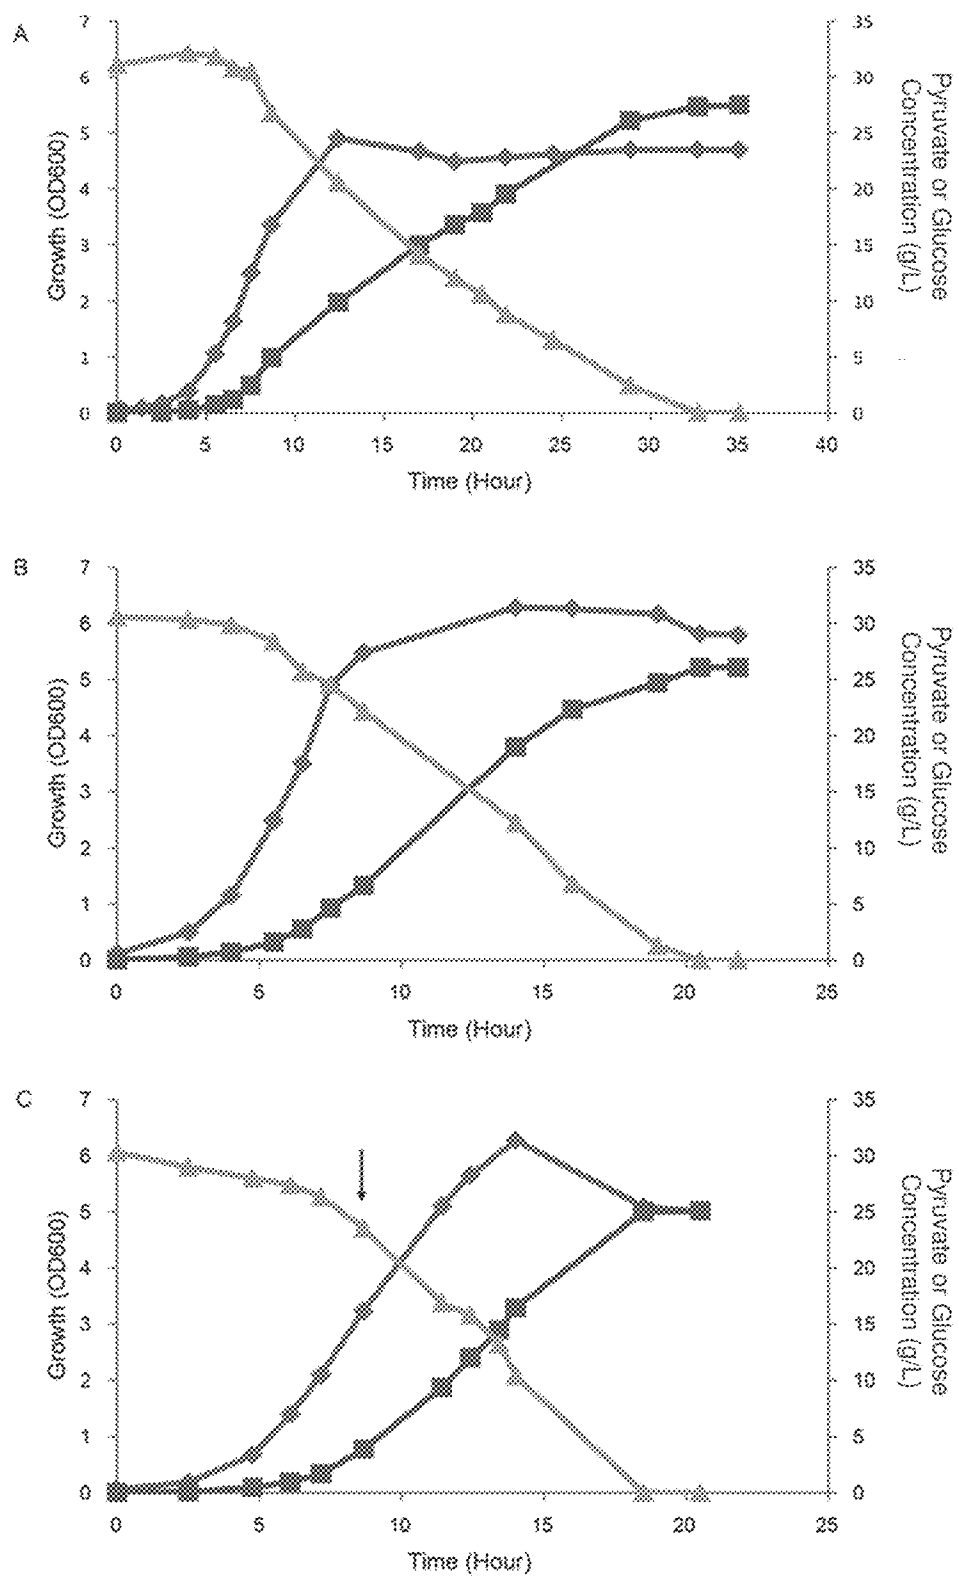 A
7
6
5
4
3
2
1
0
Growth (OD600)
35
30
25
20
15
10
5
0
Pyruvate or Glucose
Concentration (g/L)
0 5 10 15 20 25 30 35 40
Time (Hour)
B
7
6
5
4
3
2
1
0
Growth (OD600)
35
30
25
20
15
10
5
0
Pyruvate or Glucose
Concentration (g/L)
0 5 10 15 20 25
Time (Hour)
C
7
6
5
4
3
2
1
0
Growth (OD600)
35
30
25
20
15
10
5
0
Pyruvate or Glucose
Concentration (g/L)
0 5 10 15 20 25
Time (Hour)